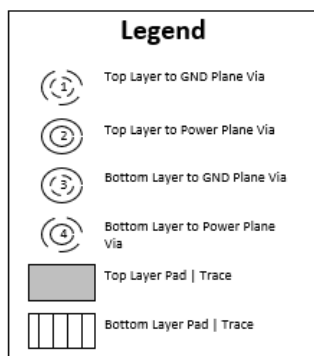 Legend
1
Top Layer to GND Plane Via
2
Top Layer to Power Plane Via
3
Bottom Layer to GND Plane Via
4
Bottom Layer to Power Plane
Via
Top Layer Pad | Trace
Bottom Layer Pad | Trace